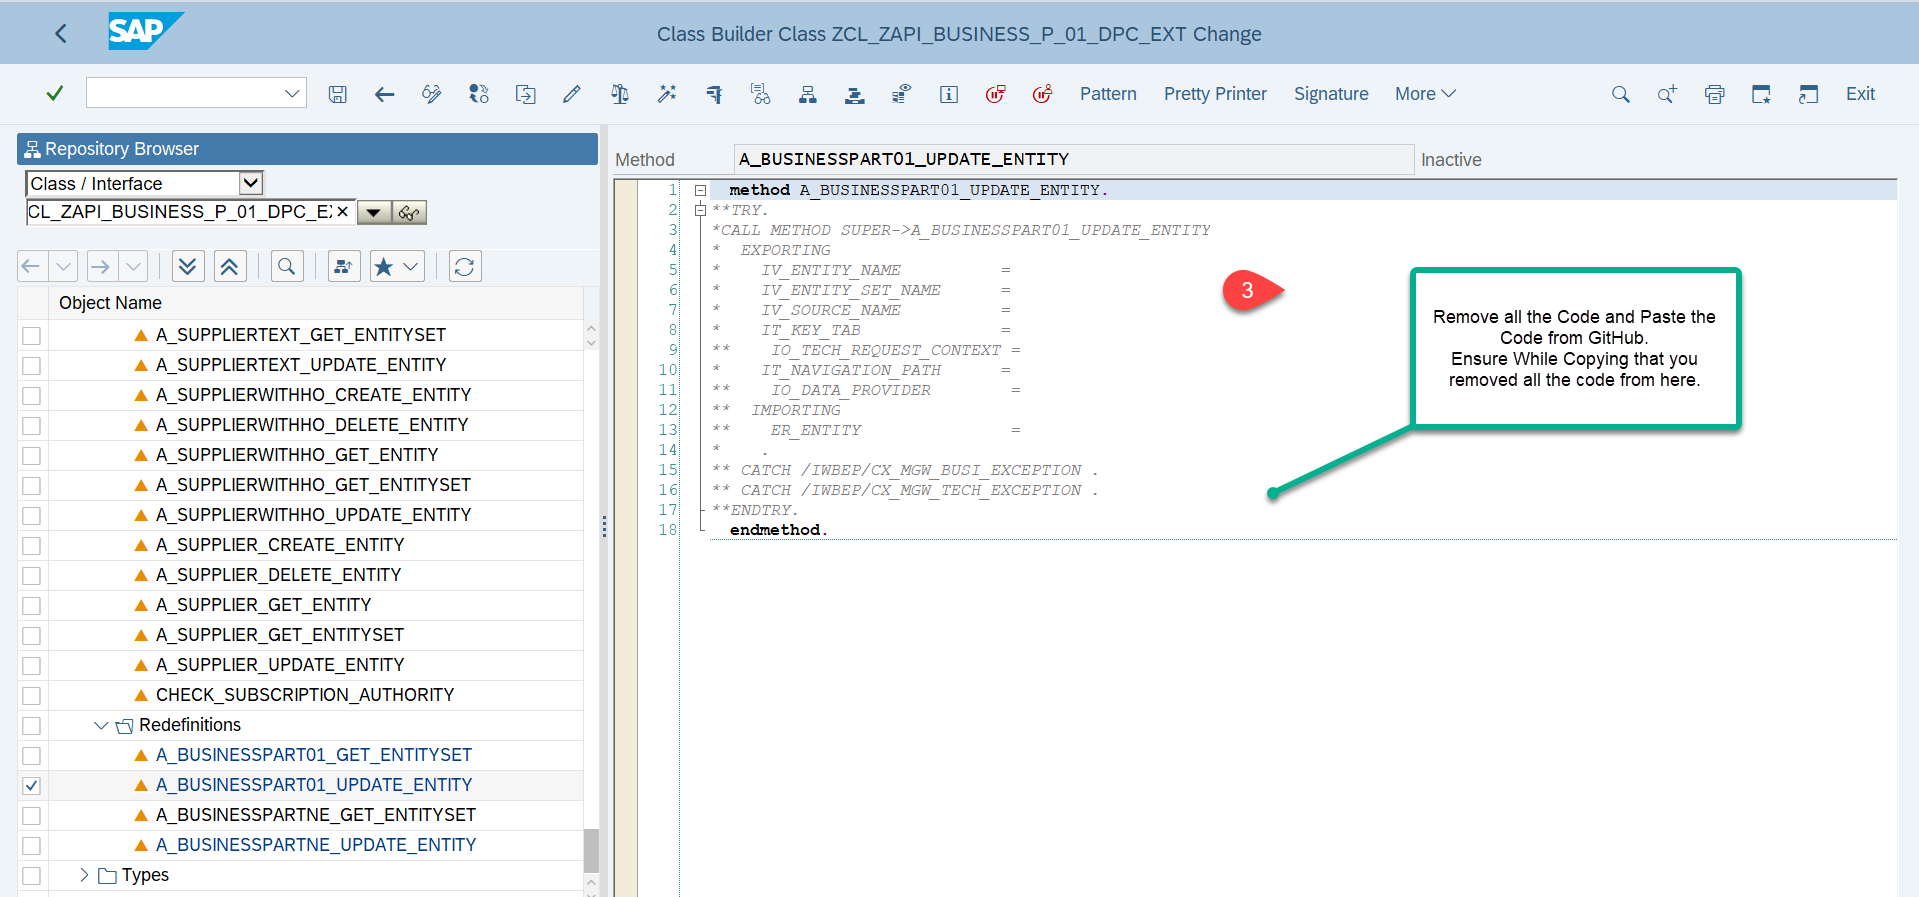 SAP
Class Builder Class ZCL_ZAPI_BUSINESS_P_01_DPC_EXT Change
Pattern
Pretty Printer
Signature
More
Exit
Repository Browser
Class / Interface
CL_ZAPI_BUSINESS_P_01_DPC_E
Object Name
A_SUPPLIERTEXT_GET_ENTITYSET
A_SUPPLIERTEXT_UPDATE_ENTITY
A_SUPPLIERWITHHO_CREATE_ENTITY
A_SUPPLIERWITHHO_DELETE_ENTITY
A_SUPPLIERWITHHO_GET_ENTITY
A_SUPPLIERWITHHO_GET_ENTITYSET
A_SUPPLIERWITHHO_UPDATE_ENTITY
A_SUPPLIER_CREATE_ENTITY
A_SUPPLIER_DELETE_ENTITY
A_SUPPLIER_GET_ENTITY
A_SUPPLIER_GET_ENTITYSET
A_SUPPLIER_UPDATE_ENTITY
CHECK_SUBSCRIPTION_AUTHORITY
Redefinitions
A_BUSINESSPART01_GET_ENTITYSET
A_BUSINESSPART01_UPDATE_ENTITY
A_BUSINESSPARTNE_GET_ENTITYSET
A_BUSINESSPARTNE_UPDATE_ENTITY
Types
Method
A_BUSINESSPART01_UPDATE_ENTITY
Inactive
1 method A_BUSINESSPART01_UPDATE_ENTITY.
2 **TRY.
3 *CALL METHOD SUPER->A_BUSINESSPART01_UPDATE_ENTITY
4 * EXPORTING
5 * IV_ENTITY_NAME =
6 * IV_ENTITY_SET_NAME =
7 * IV_SOURCE_NAME =
8 * IT_KEY_TAB =
9 ** IO_TECH_REQUEST_CONTEXT =
10 * IT_NAVIGATION_PATH =
11 ** IO_DATA_PROVIDER =
12 ** IMPORTING
13 ** ER_ENTITY =
14 * .
15 ** CATCH /IWBEP/CX_MGW_BUSI_EXCEPTION .
16 ** CATCH /IWBEP/CX_MGW_TECH_EXCEPTION .
17 **ENDTRY.
18 endmethod.
3
Remove all the Code and Paste the
Code from GitHub.
Ensure While Copying that you
removed all the code from here.